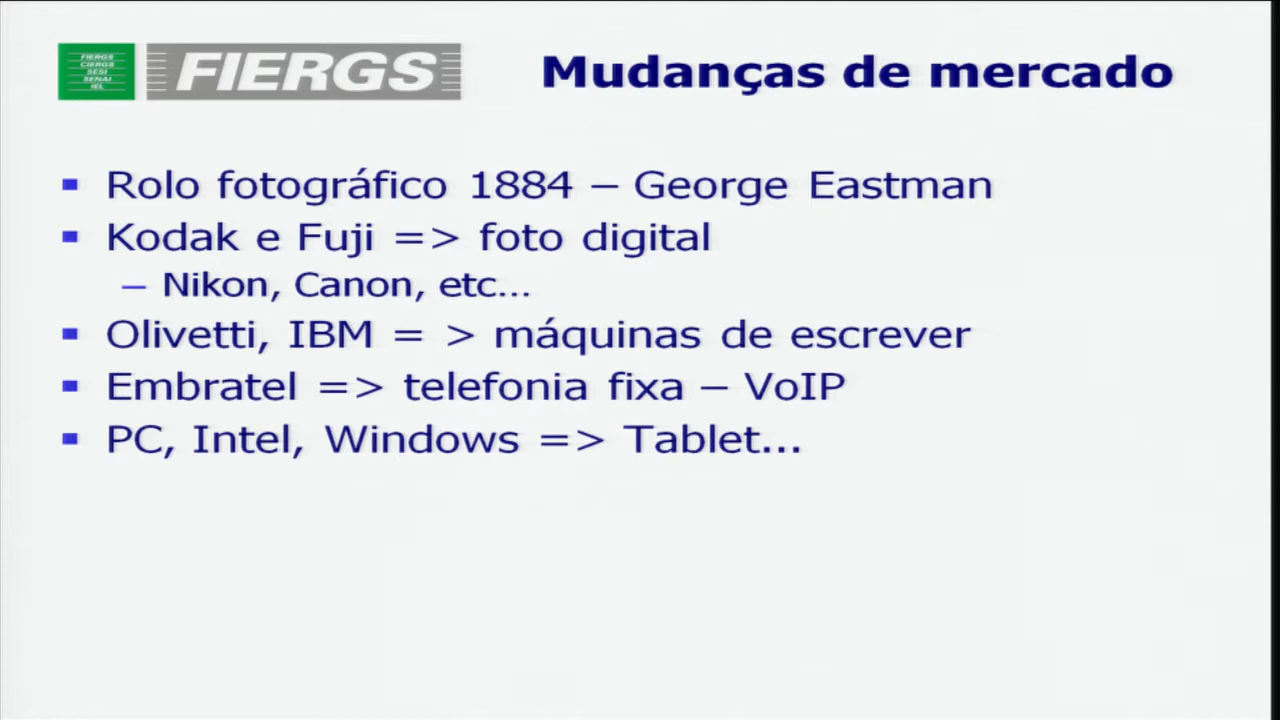 FIERGS
CIERGS
SESI
SENAI
IEL
FIERGS
Mudanças de mercado
Rolo fotográfico 1884 – George Eastman
Kodak e Fuji => foto digital
– Nikon, Canon, etc...
Olivetti, IBM = > máquinas de escrever
Embratel => telefonia fixa – VoIP
PC, Intel, Windows => Tablet...